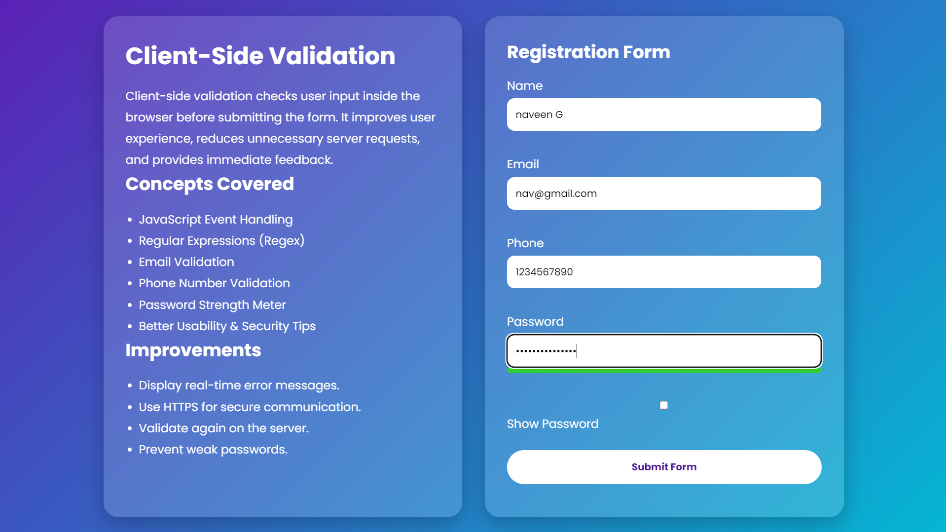 Client-Side Validation
Client-side validation checks user input inside the
browser before submitting the form. It improves user
experience, reduces unnecessary server requests,
and provides immediate feedback.
Concepts Covered
• JavaScript Event Handling
• Regular Expressions (Regex)
• Email Validation
• Phone Number Validation
• Password Strength Meter
• Better Usability & Security Tips
Improvements
• Display real-time error messages.
• Use HTTPS for secure communication.
• Validate again on the server.
• Prevent weak passwords.
Registration Form
Name
naveen G
Email
nav@gmail.com
Phone
1234567890
Password
•••••••••••••••
Show Password
Submit Form